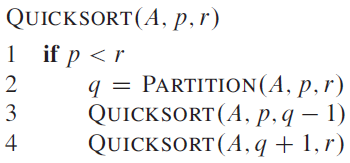 QUICKSORT(A, p, r)
1 if p < r
2 q = PARTITION(A, p, r)
3 QUICKSORT(A, p, q − 1)
4 QUICKSORT(A, q + 1, r)